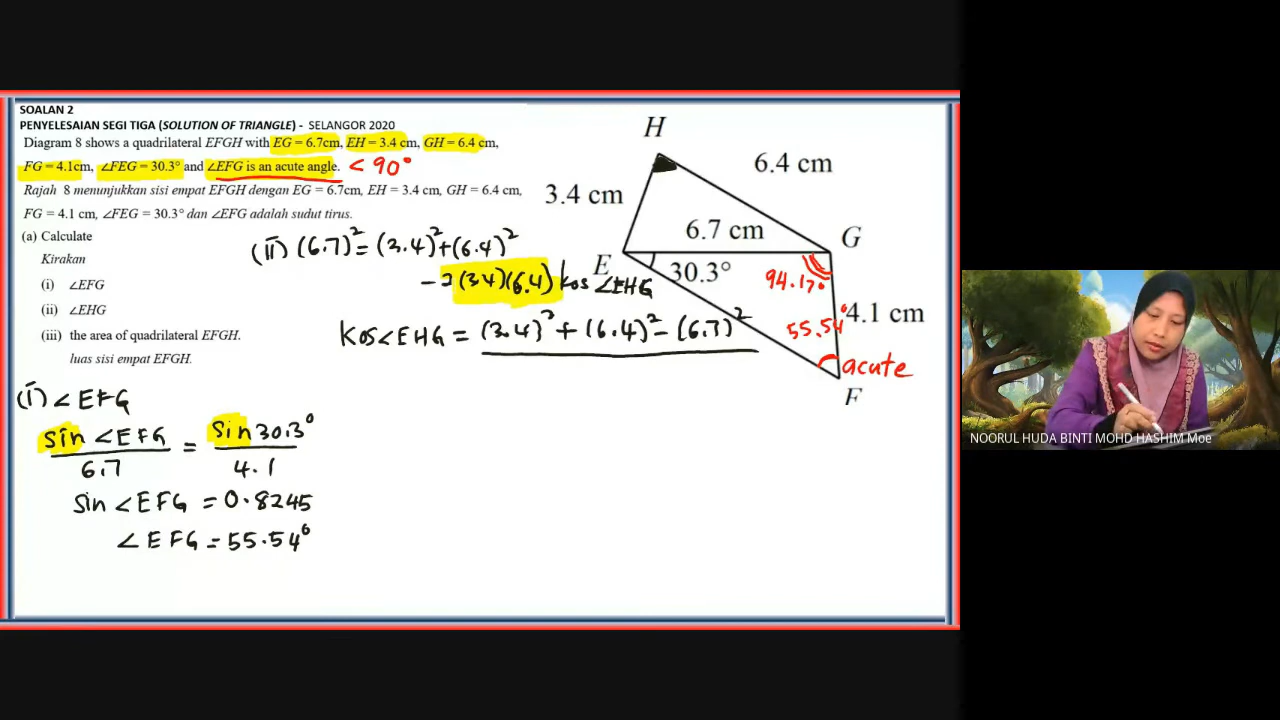 SOALAN 2
PENYELESAIAN SEGI TIGA (SOLUTION OF TRIANGLE) - SELANGOR 2020
Diagram 8 shows a quadrilateral EFGH with EG = 6.7cm, EH = 3.4 cm, GH = 6.4 cm,
FG = 4.1cm, ∠FEG = 30.3° and ∠EFG is an acute angle. < 90°
Rajah 8 menunjukkan sisi empat EFGH dengan EG = 6.7cm, EH = 3.4 cm, GH = 6.4 cm,
FG = 4.1 cm, ∠FEG = 30.3° dan ∠EFG adalah sudut tirus.
(a) Calculate
Kirakan
(i) ∠EFG
(ii) ∠EHG
(iii) the area of quadrilateral EFGH.
luas sisi empat EFGH.
(ii) (6.7)² = (3.4)² + (6.4)²
- 2(3.4)(6.4) kos ∠EHG
kos∠EHG = (3.4)² + (6.4)² - (6.7)²
(i) ∠EFG
sin ∠EFG = sin 30.3°
6.7 4.1
sin ∠EFG = 0.8245
∠EFG = 55.54°
H
6.4 cm
3.4 cm
6.7 cm
G
E
30.3°
94.17°
4.1 cm
55.54°
acute
F
NOORUL HUDA BINTI MOHD HASHIM Moe